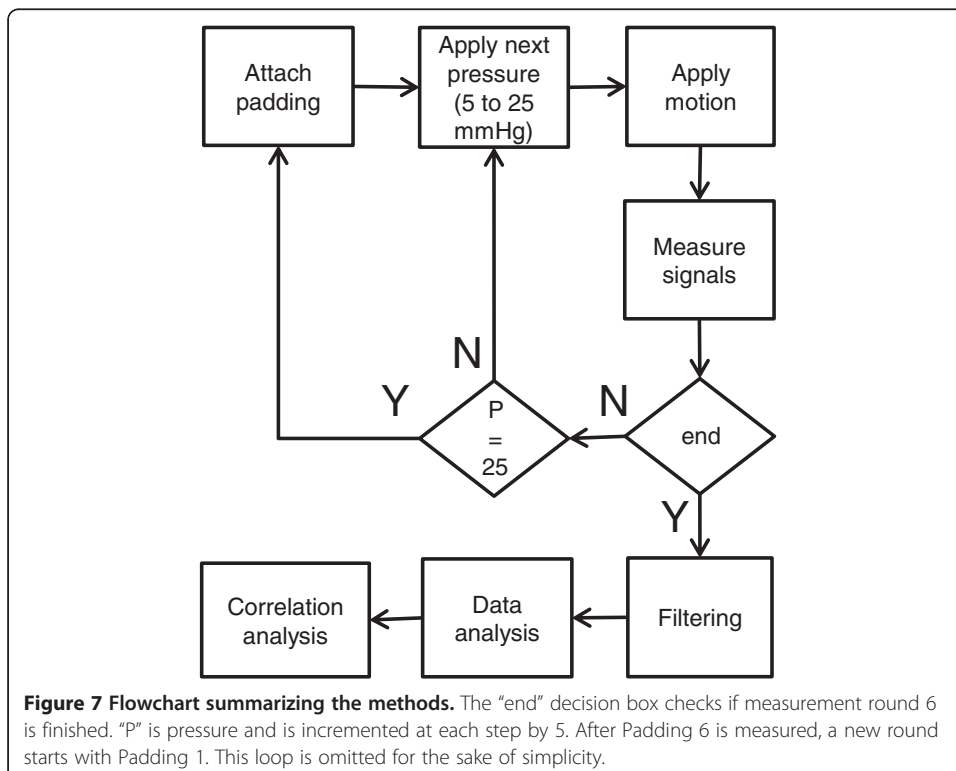 Attach
padding
Apply next
pressure
(5 to 25
mmHg)
Apply
motion
Measure
signals
end
N
P
=
25
N
Y
Y
Filtering
Data
analysis
Correlation
analysis
Figure 7 Flowchart summarizing the methods. The “end” decision box checks if measurement round 6
is finished. “P” is pressure and is incremented at each step by 5. After Padding 6 is measured, a new round
starts with Padding 1. This loop is omitted for the sake of simplicity.